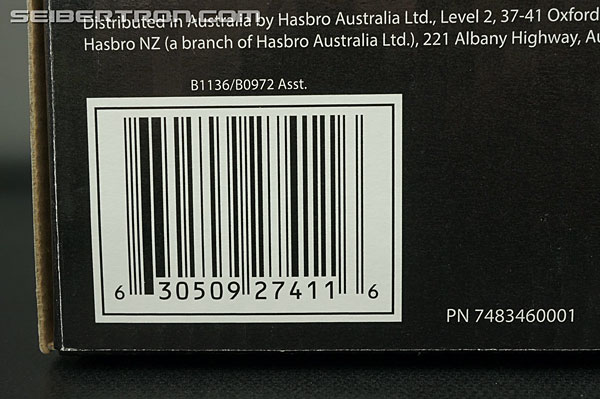 SEIBERTRON.COM
Distributed in Australia by Hasbro Australia Ltd., Level 2, 37-41 Oxford
Hasbro NZ (a branch of Hasbro Australia Ltd.), 221 Albany Highway, Au
B1136/B0972 Asst.
6 30509 27411 6
PN 7483460001